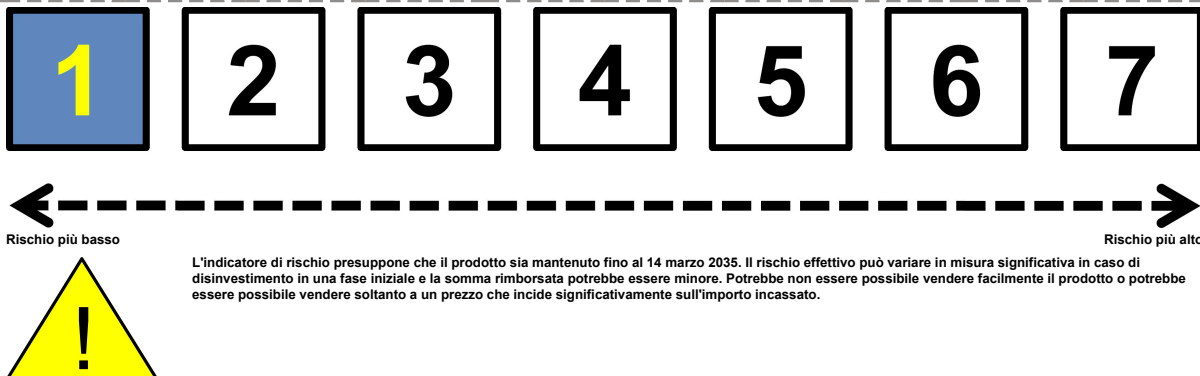 1 2 3 4 5 6 7
Rischio più basso Rischio più alto
L'indicatore di rischio presuppone che il prodotto sia mantenuto fino al 14 marzo 2035. Il rischio effettivo può variare in misura significativa in caso di
disinvestimento in una fase iniziale e la somma rimborsata potrebbe essere minore. Potrebbe non essere possibile vendere facilmente il prodotto o potrebbe
essere possibile vendere soltanto a un prezzo che incide significativamente sull'importo incassato.
!